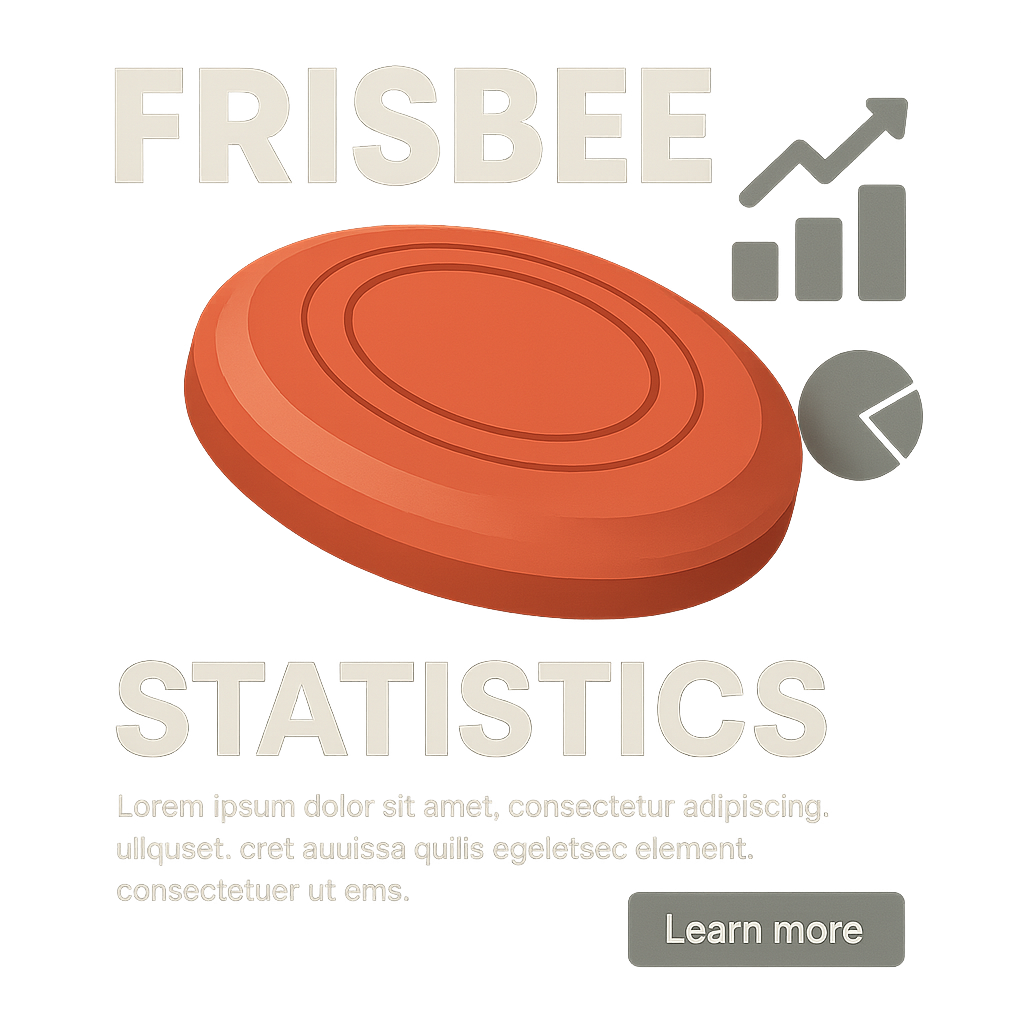 FRISBEE
STATISTICS
Lorem ipsum dolor sit amet, consectetur adipiscing.
ullquset. cret auuissa quilis egeletsec element.
consectetuer ut ems.
Learn more